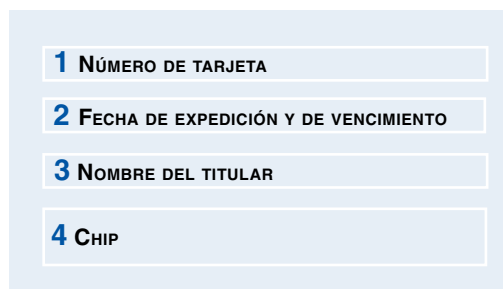 1 Número de tarjeta
2 Fecha de expedición y de vencimiento
3 Nombre del titular
4 Chip